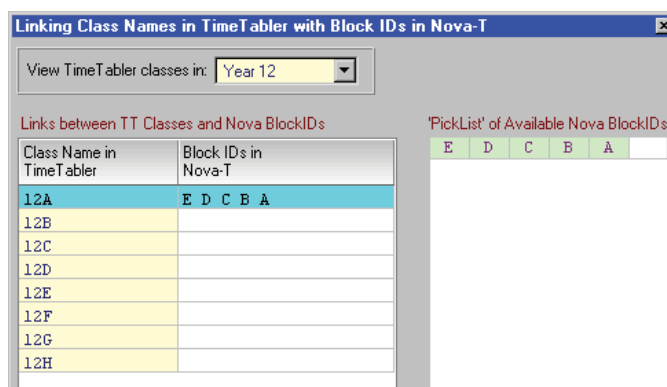 Linking Class Names in TimeTabler with Block IDs in Nova-T
View TimeTabler classes in: Year 12
Links between TT Classes and Nova BlockIDs
'PickList' of Available Nova BlockIDs
Class Name in TimeTabler
Block IDs in Nova-T
E D C B A
12A E D C B A
12B
12C
12D
12E
12F
12G
12H